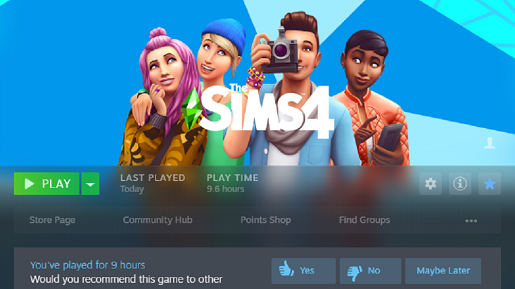 The
SIMS4
PLAY
LAST PLAYED
Today
PLAY TIME
9.6 hours
Store Page
Community Hub
Points Shop
Find Groups
You've played for 9 hours
Would you recommend this game to other
Yes
No
Maybe Later